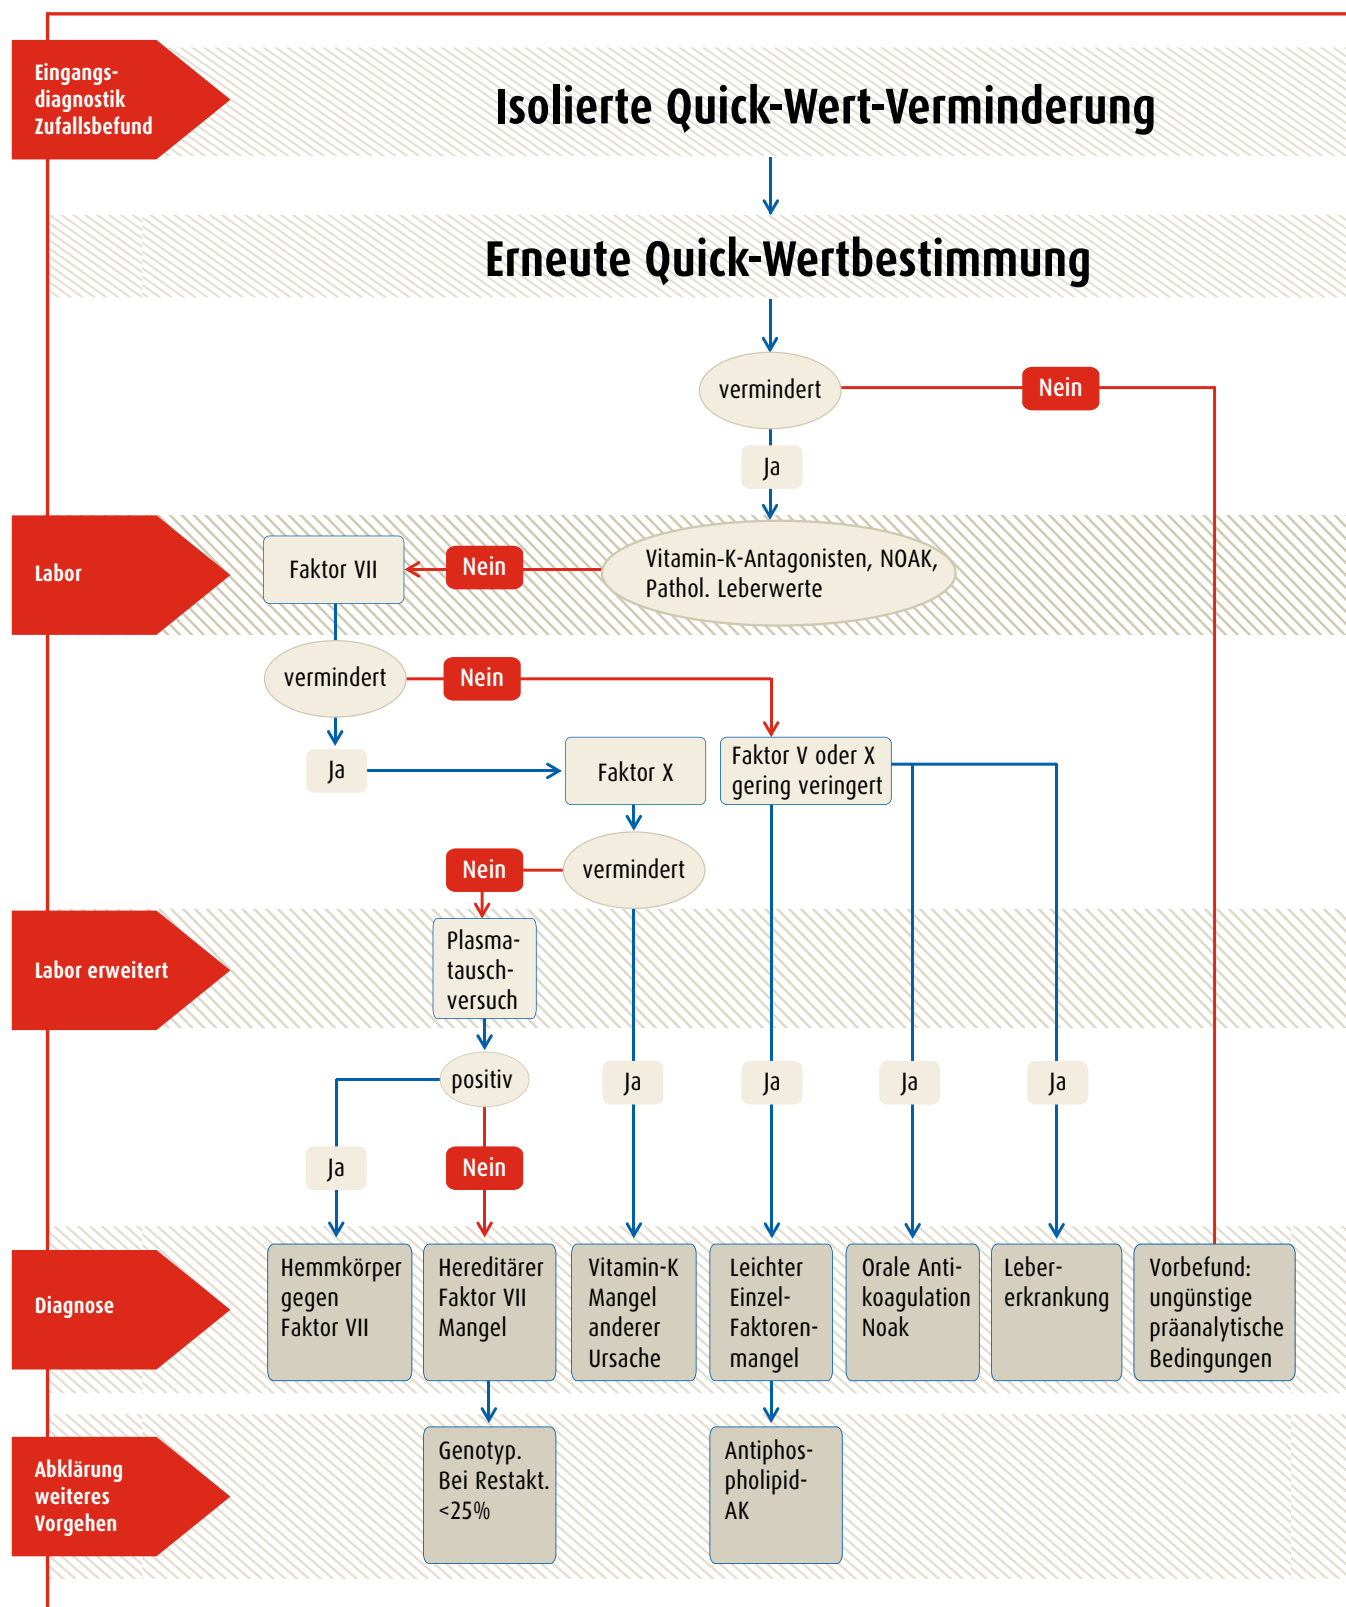 Eingangs-
diagnostik
Zufallsbefund
Isolierte Quick-Wert-Verminderung
Erneute Quick-Wertbestimmung
vermindert
Nein
Ja
Labor
Faktor VII
Nein
Vitamin-K-Antagonisten, NOAK,
Pathol. Leberwerte
vermindert
Nein
Ja
Faktor X
Faktor V oder X
gering veringert
Nein
vermindert
Labor erweitert
Plasma-
tausch-
versuch
positiv
Ja
Ja
Ja
Ja
Ja
Nein
Diagnose
Hemmkörper
gegen
Faktor VII
Hereditärer
Faktor VII
Mangel
Vitamin-K
Mangel
anderer
Ursache
Leichter
Einzel-
Faktoren-
mangel
Orale Anti-
koagulation
Noak
Leber-
erkrankung
Vorbefund:
ungünstige
präanalytische
Bedingungen
Abklärung
weiteres
Vorgehen
Genotyp.
Bei Restakt.
<25%
Antiphos-
pholipid-
AK